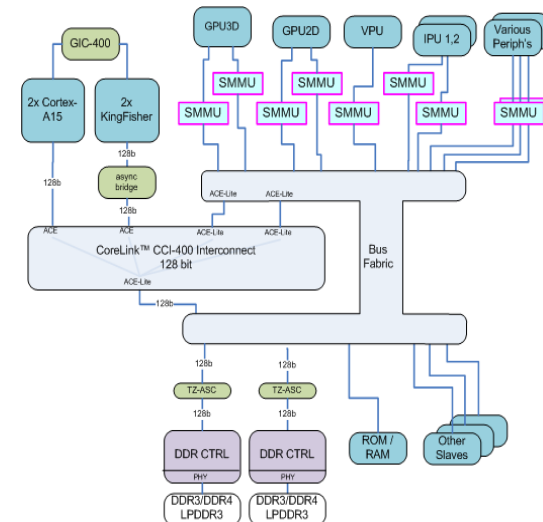 GIC-400
GPU3D
GPU2D
VPU
IPU 1,2
Various
Periph's
SMMU
SMMU
SMMU
SMMU
SMMU
SMMU
SMMU
SMMU
SMMU
2x Cortex-
A15
2x
KingFisher
128b
async
bridge
128b
128b
ACE-Lite
ACE-Lite
ACE
ACE
ACE-Lite
ACE-Lite
CoreLink™ CCI-400 Interconnect
128 bit
ACE-Lite
Bus
Fabric
128b
128b
128b
TZ-ASC
TZ-ASC
128b
128b
DDR CTRL
DDR CTRL
PHY
PHY
DDR3/DDR4
LPDDR3
DDR3/DDR4
LPDDR3
ROM /
RAM
Other
Slaves